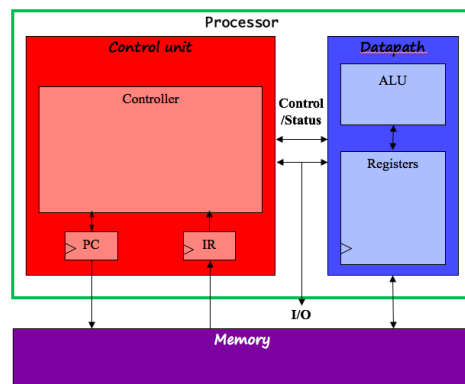 Processor
Control unit
Datapath
Controller
Control
/Status
ALU
Registers
PC
IR
I/O
Memory